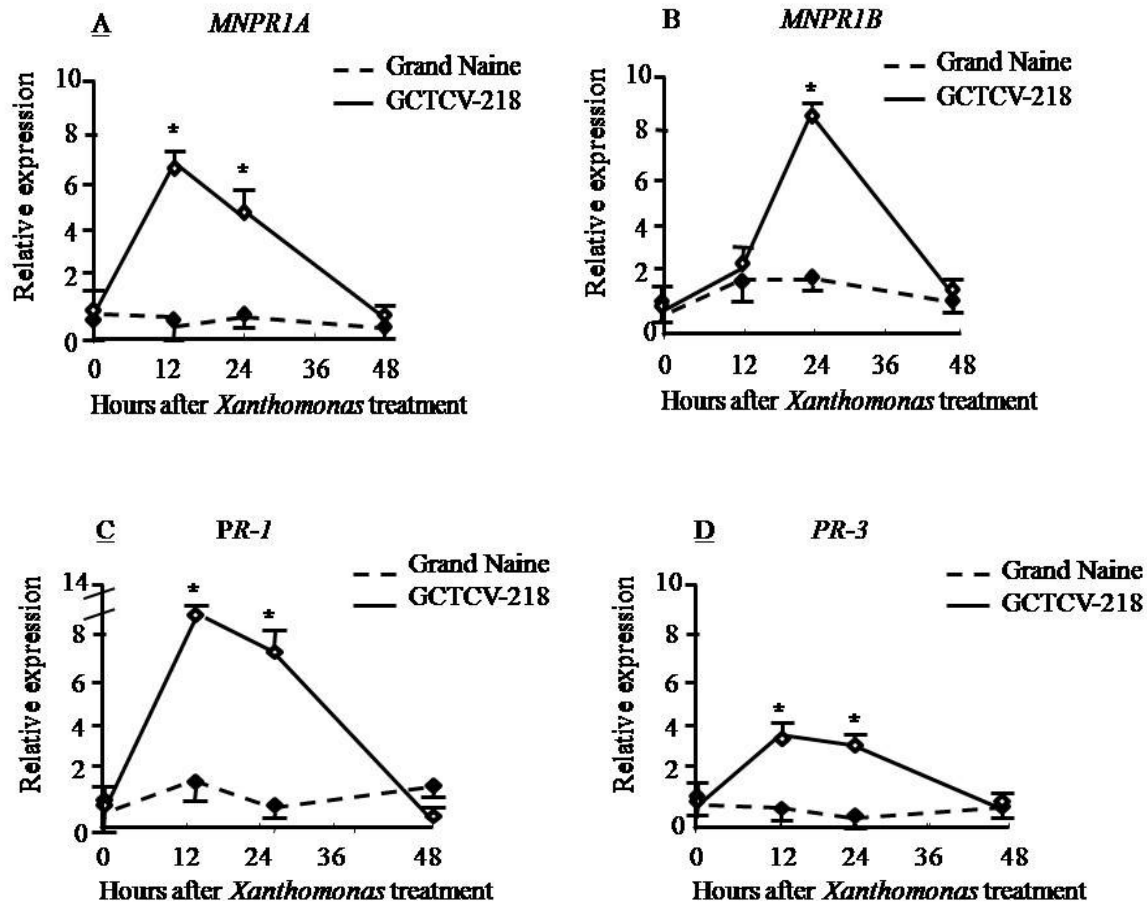 A MNPR1A
Grand Naine
GCTCV-218
Relative expression
10
*
8
*
6
4
2
0
0 12 24 36 48
Hours after Xanthomonas treatment
B MNPR1B
Grand Naine
GCTCV-218
Relative expression
10
*
8
6
4
2
0
0 12 24 36 48
Hours after Xanthomonas treatment
C PR-1
Grand Naine
GCTCV-218
Relative expression
14
*
*
8
6
4
2
0
0 12 24 36 48
Hours after Xanthomonas treatment
D PR-3
Grand Naine
GCTCV-218
Relative expression
10
8
6
*
*
4
2
0
0 12 24 36 48
Hours after Xanthomonas treatment